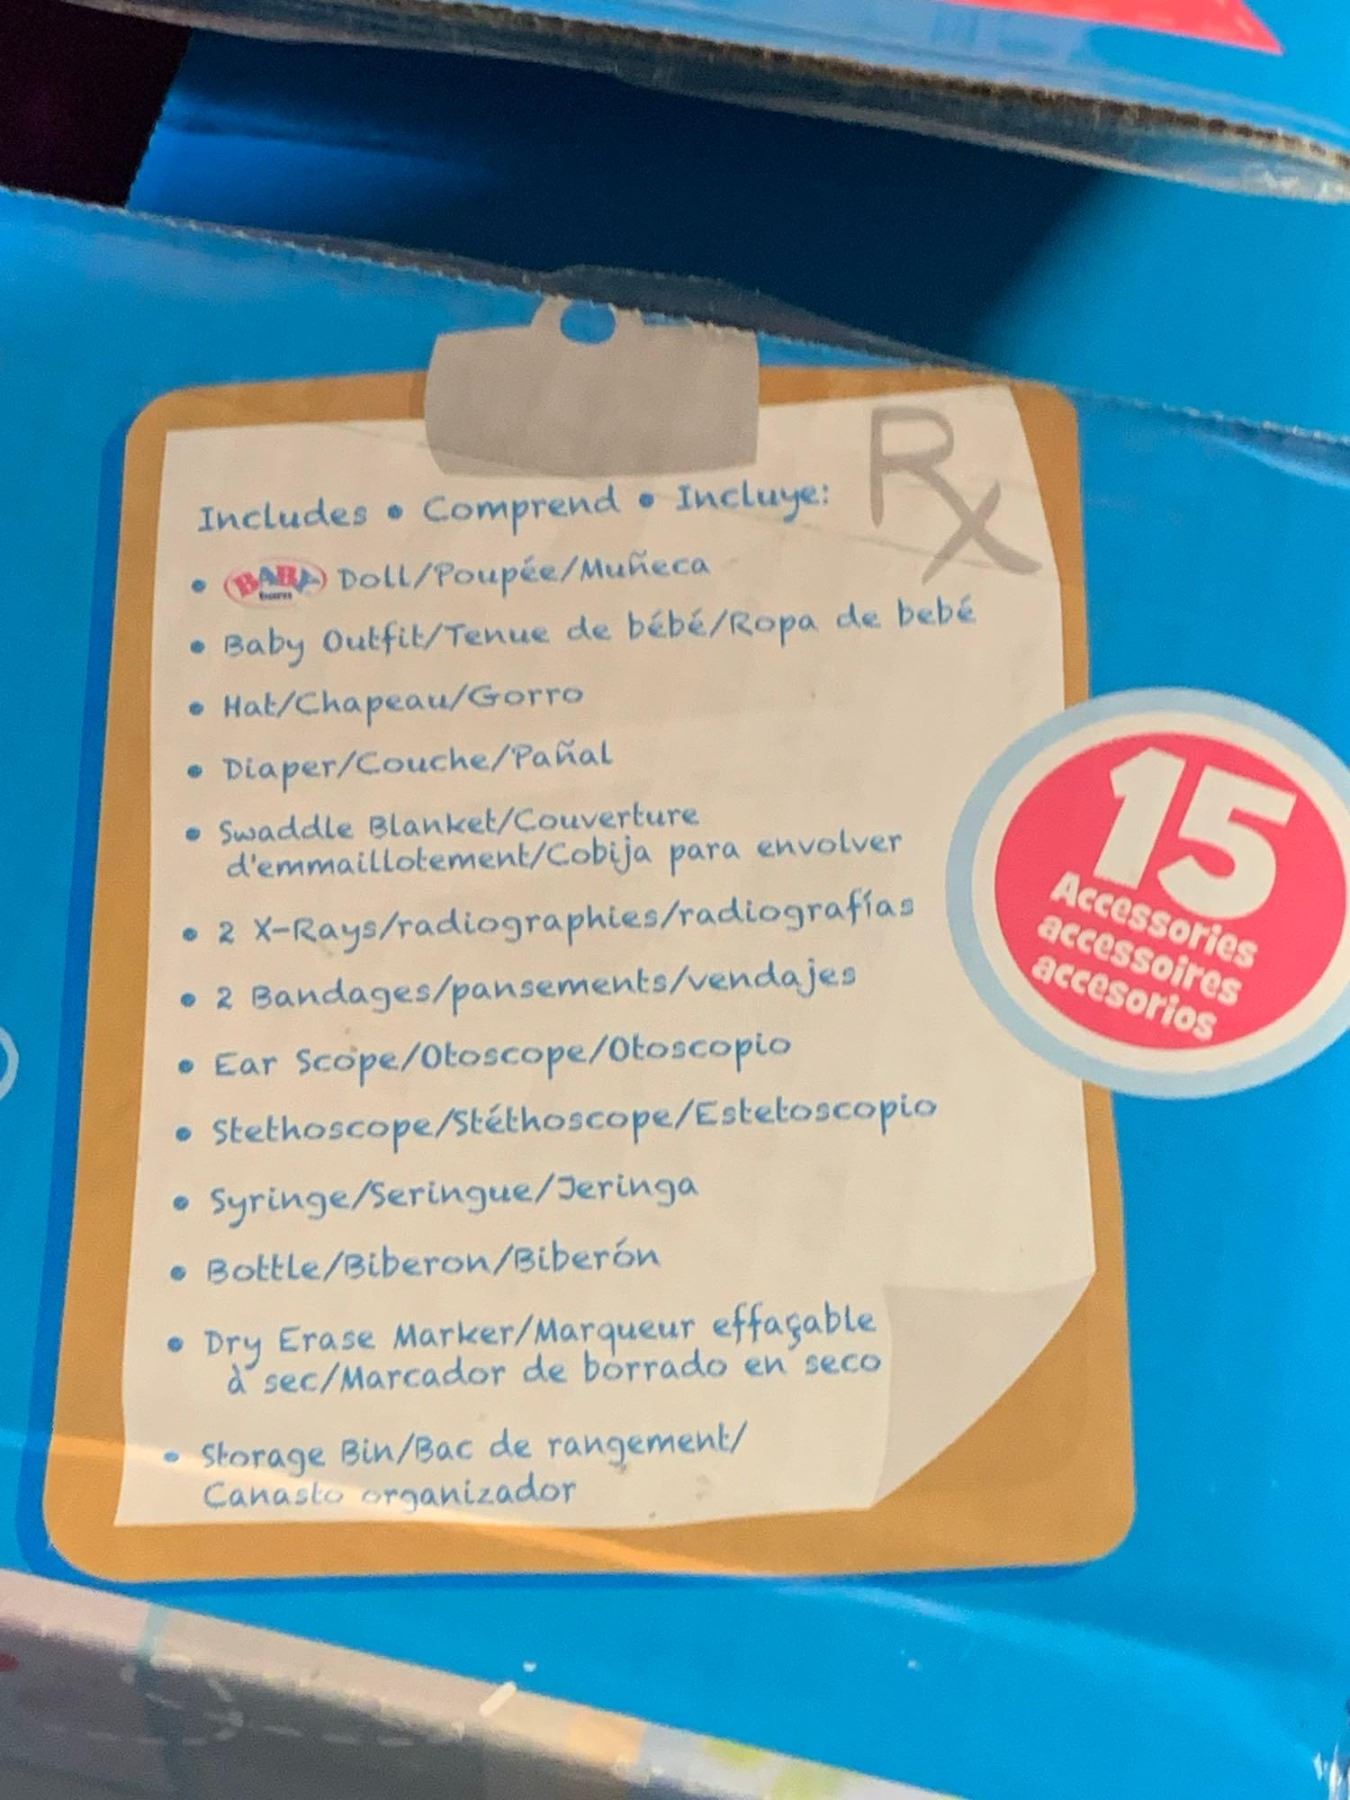 Rx
Includes • Comprend • Incluye:
• BABY born Doll/Poupée/Muñeca
• Baby Outfit/Tenue de bébé/Ropa de bebé
• Hat/Chapeau/Gorro
• Diaper/Couche/Pañal
• Swaddle Blanket/Couverture
d'emmaillotement/Cobija para envolver
• 2 X-Rays/radiographies/radiografías
• 2 Bandages/pansements/vendajes
• Ear Scope/Otoscope/Otoscopio
• Stethoscope/Stéthoscope/Estetoscopio
• Syringe/Seringue/Jeringa
• Bottle/Biberon/Biberón
• Dry Erase Marker/Marqueur effaçable
à sec/Marcador de borrado en seco
• Storage Bin/Bac de rangement/
Canasto organizador
15
Accessories
accessoires
accesorios